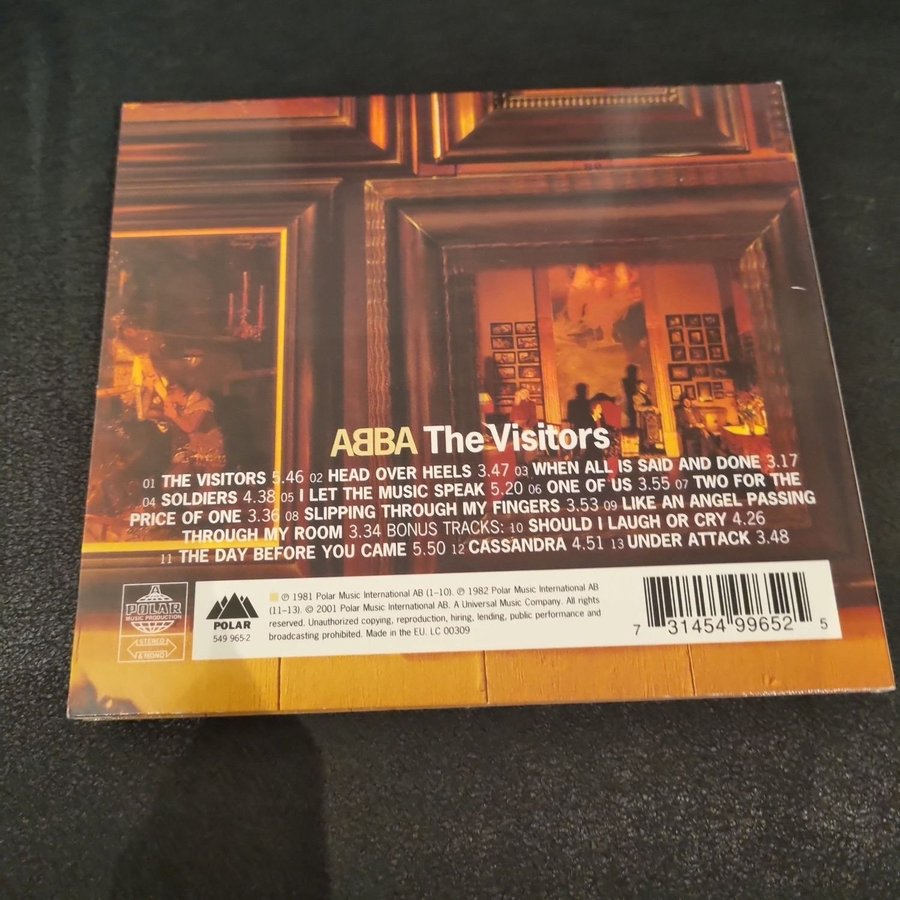 ABBA The Visitors
01 THE VISITORS 5.46 02 HEAD OVER HEELS 3.47 03 WHEN ALL IS SAID AND DONE 3.17
04 SOLDIERS 4.38 05 I LET THE MUSIC SPEAK 5.20 06 ONE OF US 3.55 07 TWO FOR THE
PRICE OF ONE 3.36 08 SLIPPING THROUGH MY FINGERS 3.53 09 LIKE AN ANGEL PASSING
THROUGH MY ROOM 3.34 BONUS TRACKS: 10 SHOULD I LAUGH OR CRY 4.26
11 THE DAY BEFORE YOU CAME 5.50 12 CASSANDRA 4.51 13 UNDER ATTACK 3.48
A
POLAR
MUSIC PRODUCTION
STEREO
& MONO
POLAR
549 965-2
℗ 1981 Polar Music International AB (1–10). ℗ 1982 Polar Music International AB
(11–13). © 2001 Polar Music International AB. A Universal Music Company. All rights
reserved. Unauthorized copying, reproduction, hiring, lending, public performance and
broadcasting prohibited. Made in the EU. LC 00309
7 31454 99652 5